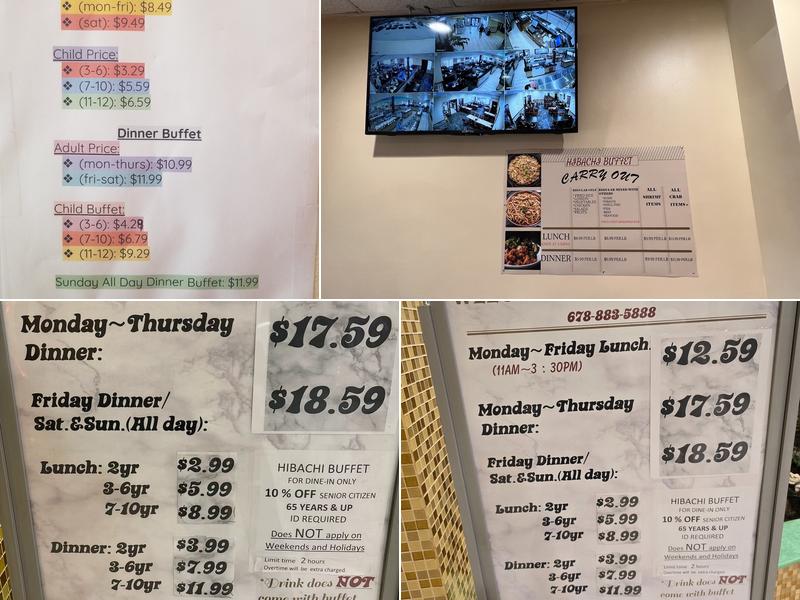 (mon-fri): $8.49
(sat): $9.49
Child Price:
(3-6): $3.29
(7-10): $5.59
(11-12): $6.59
Dinner Buffet
Adult Price:
(mon-thurs): $10.99
(fri-sat): $11.99
Child Buffet:
(3-6): $4.29
(7-10): $6.79
(11-12): $9.29
Sunday All Day Dinner Buffet: $11.99
HIBACHI BUFFET
CARRY OUT
ALL SHRIMP ITEMS
ALL CRAB ITEMS
LUNCH
DINNER
Monday~Thursday
Dinner:
$17.59
Friday Dinner/
Sat.&Sun.(All day):
$18.59
Lunch: 2yr $2.99
3-6yr $5.99
7-10yr $8.99
Dinner: 2yr $3.99
3-6yr $7.99
7-10yr $11.99
HIBACHI BUFFET
FOR DINE-IN ONLY
10 % OFF SENIOR CITIZEN
65 YEARS & UP
ID REQUIRED
Does NOT apply on
Weekends and Holidays
Limit time 2 hours
Overtime will be extra charged
*Drink does NOT
come with buffet
678-883-5888
Monday~Friday Lunch:
(11AM~3:30PM)
$12.59
Monday~Thursday
Dinner:
$17.59
Friday Dinner/
Sat.&Sun.(All day):
$18.59
Lunch: 2yr $2.99
3-6yr $5.99
7-10yr $8.99
Dinner: 2yr $3.99
3-6yr $7.99
7-10yr $11.99
HIBACHI BUFFET
FOR DINE-IN ONLY
10 % OFF SENIOR CITIZEN
65 YEARS & UP
ID REQUIRED
Does NOT apply on
Weekends and Holidays
Limit time: 2 hours
Overtime will be extra charged
*Drink does NOT
come with buffet